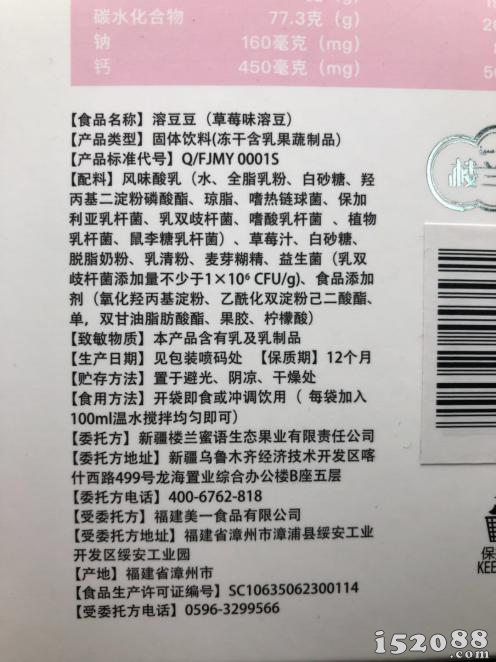 碳水化合物 77.3克 (g)
钠 160毫克 (mg)
钙 450毫克 (mg)
【食品名称】溶豆豆（草莓味溶豆）
【产品类型】固体饮料(冻干含乳果蔬制品)
【产品标准代号】Q/FJMY 0001S
【配料】风味酸乳（水、全脂乳粉、白砂糖、羟
丙基二淀粉磷酸酯、琼脂、嗜热链球菌、保加
利亚乳杆菌、乳双歧杆菌、嗜酸乳杆菌 、植物
乳杆菌、鼠李糖乳杆菌）、草莓汁、白砂糖、
脱脂奶粉、乳清粉、麦芽糊精、益生菌（乳双
歧杆菌添加量不少于1×10⁶ CFU/g)、食品添加
剂（氧化羟丙基淀粉、乙酰化双淀粉己二酸酯、
单，双甘油脂肪酸酯、果胶、柠檬酸）
【致敏物质】本产品含有乳及乳制品
【生产日期】见包装喷码处 【保质期】12个月
【贮存方法】置于避光、阴凉、干燥处
【食用方法】开袋即食或冲调饮用（ 每袋加入
100ml温水搅拌均匀即可）
【委托方】新疆楼兰蜜语生态果业有限责任公司
【委托方地址】新疆乌鲁木齐经济技术开发区喀
什西路499号龙海置业综合办公楼B座五层
【委托方电话】400-6762-818
【受委托方】福建美一食品有限公司
【受委托方地址】福建省漳州市漳浦县绥安工业
开发区绥安工业园
【产地】福建省漳州市
【食品生产许可证编号】SC10635062300114
【受委托方电话】0596-3299566
楼兰
保
KEE
i52088.com